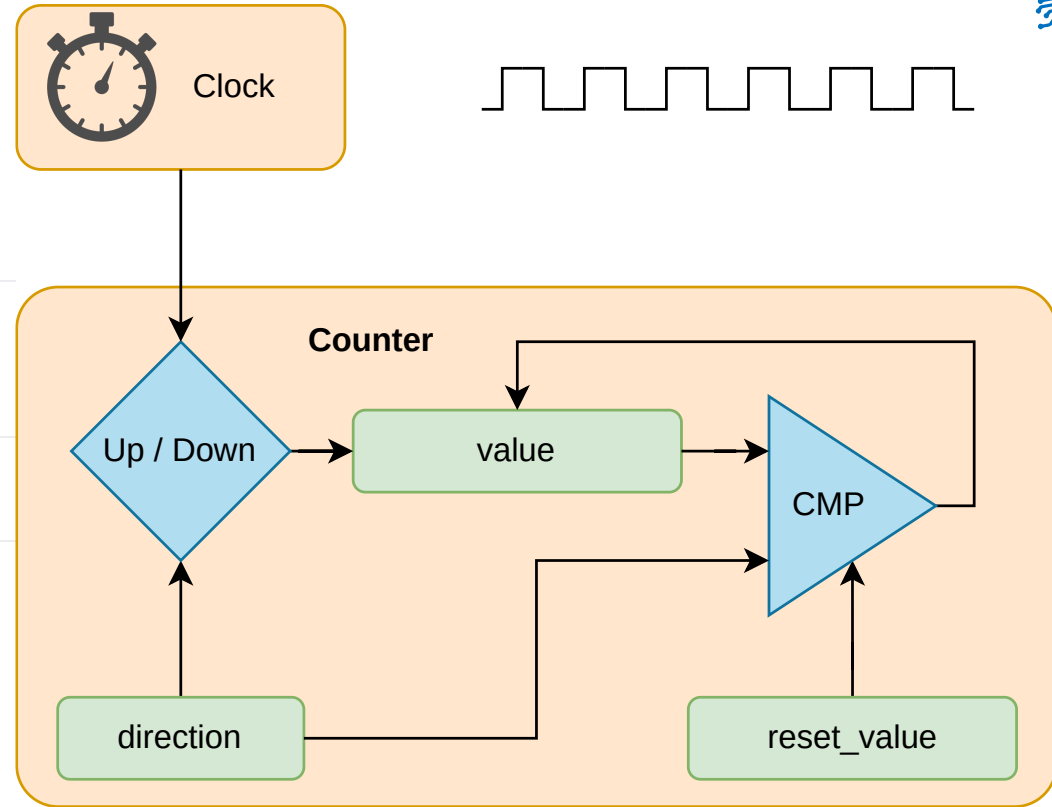 Clock
Counter
Up / Down
value
CMP
direction
reset_value